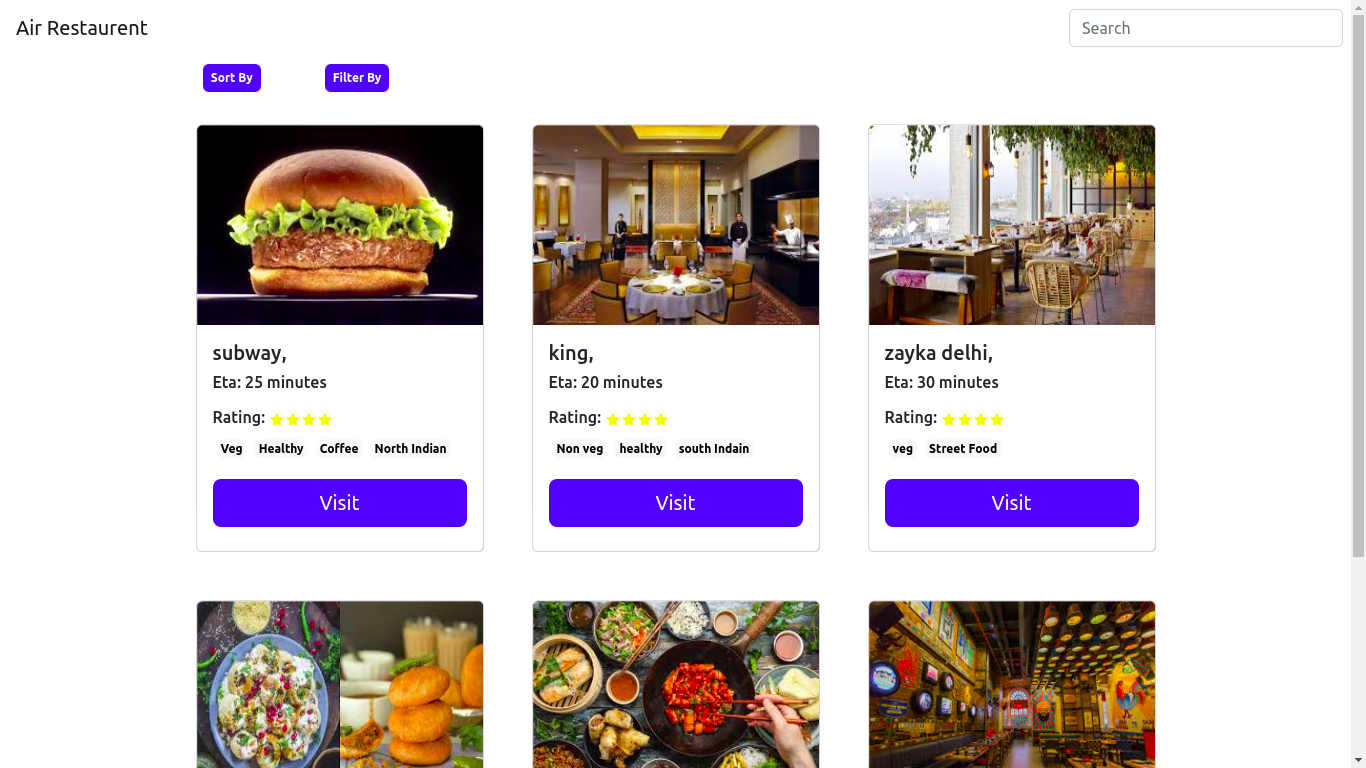 Air Restaurent
Search
Sort By
Filter By
subway,
Eta: 25 minutes
Rating:
Veg Healthy Coffee North Indian
Visit
king,
Eta: 20 minutes
Rating:
Non veg healthy south Indain
Visit
zayka delhi,
Eta: 30 minutes
Rating:
veg Street Food
Visit